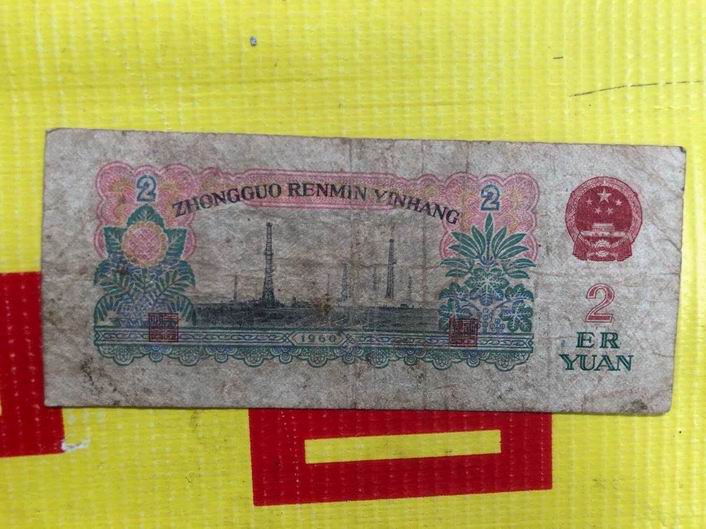 2
ZHONGGUO RENMIN YINHANG
2
1960
2
ER
YUAN